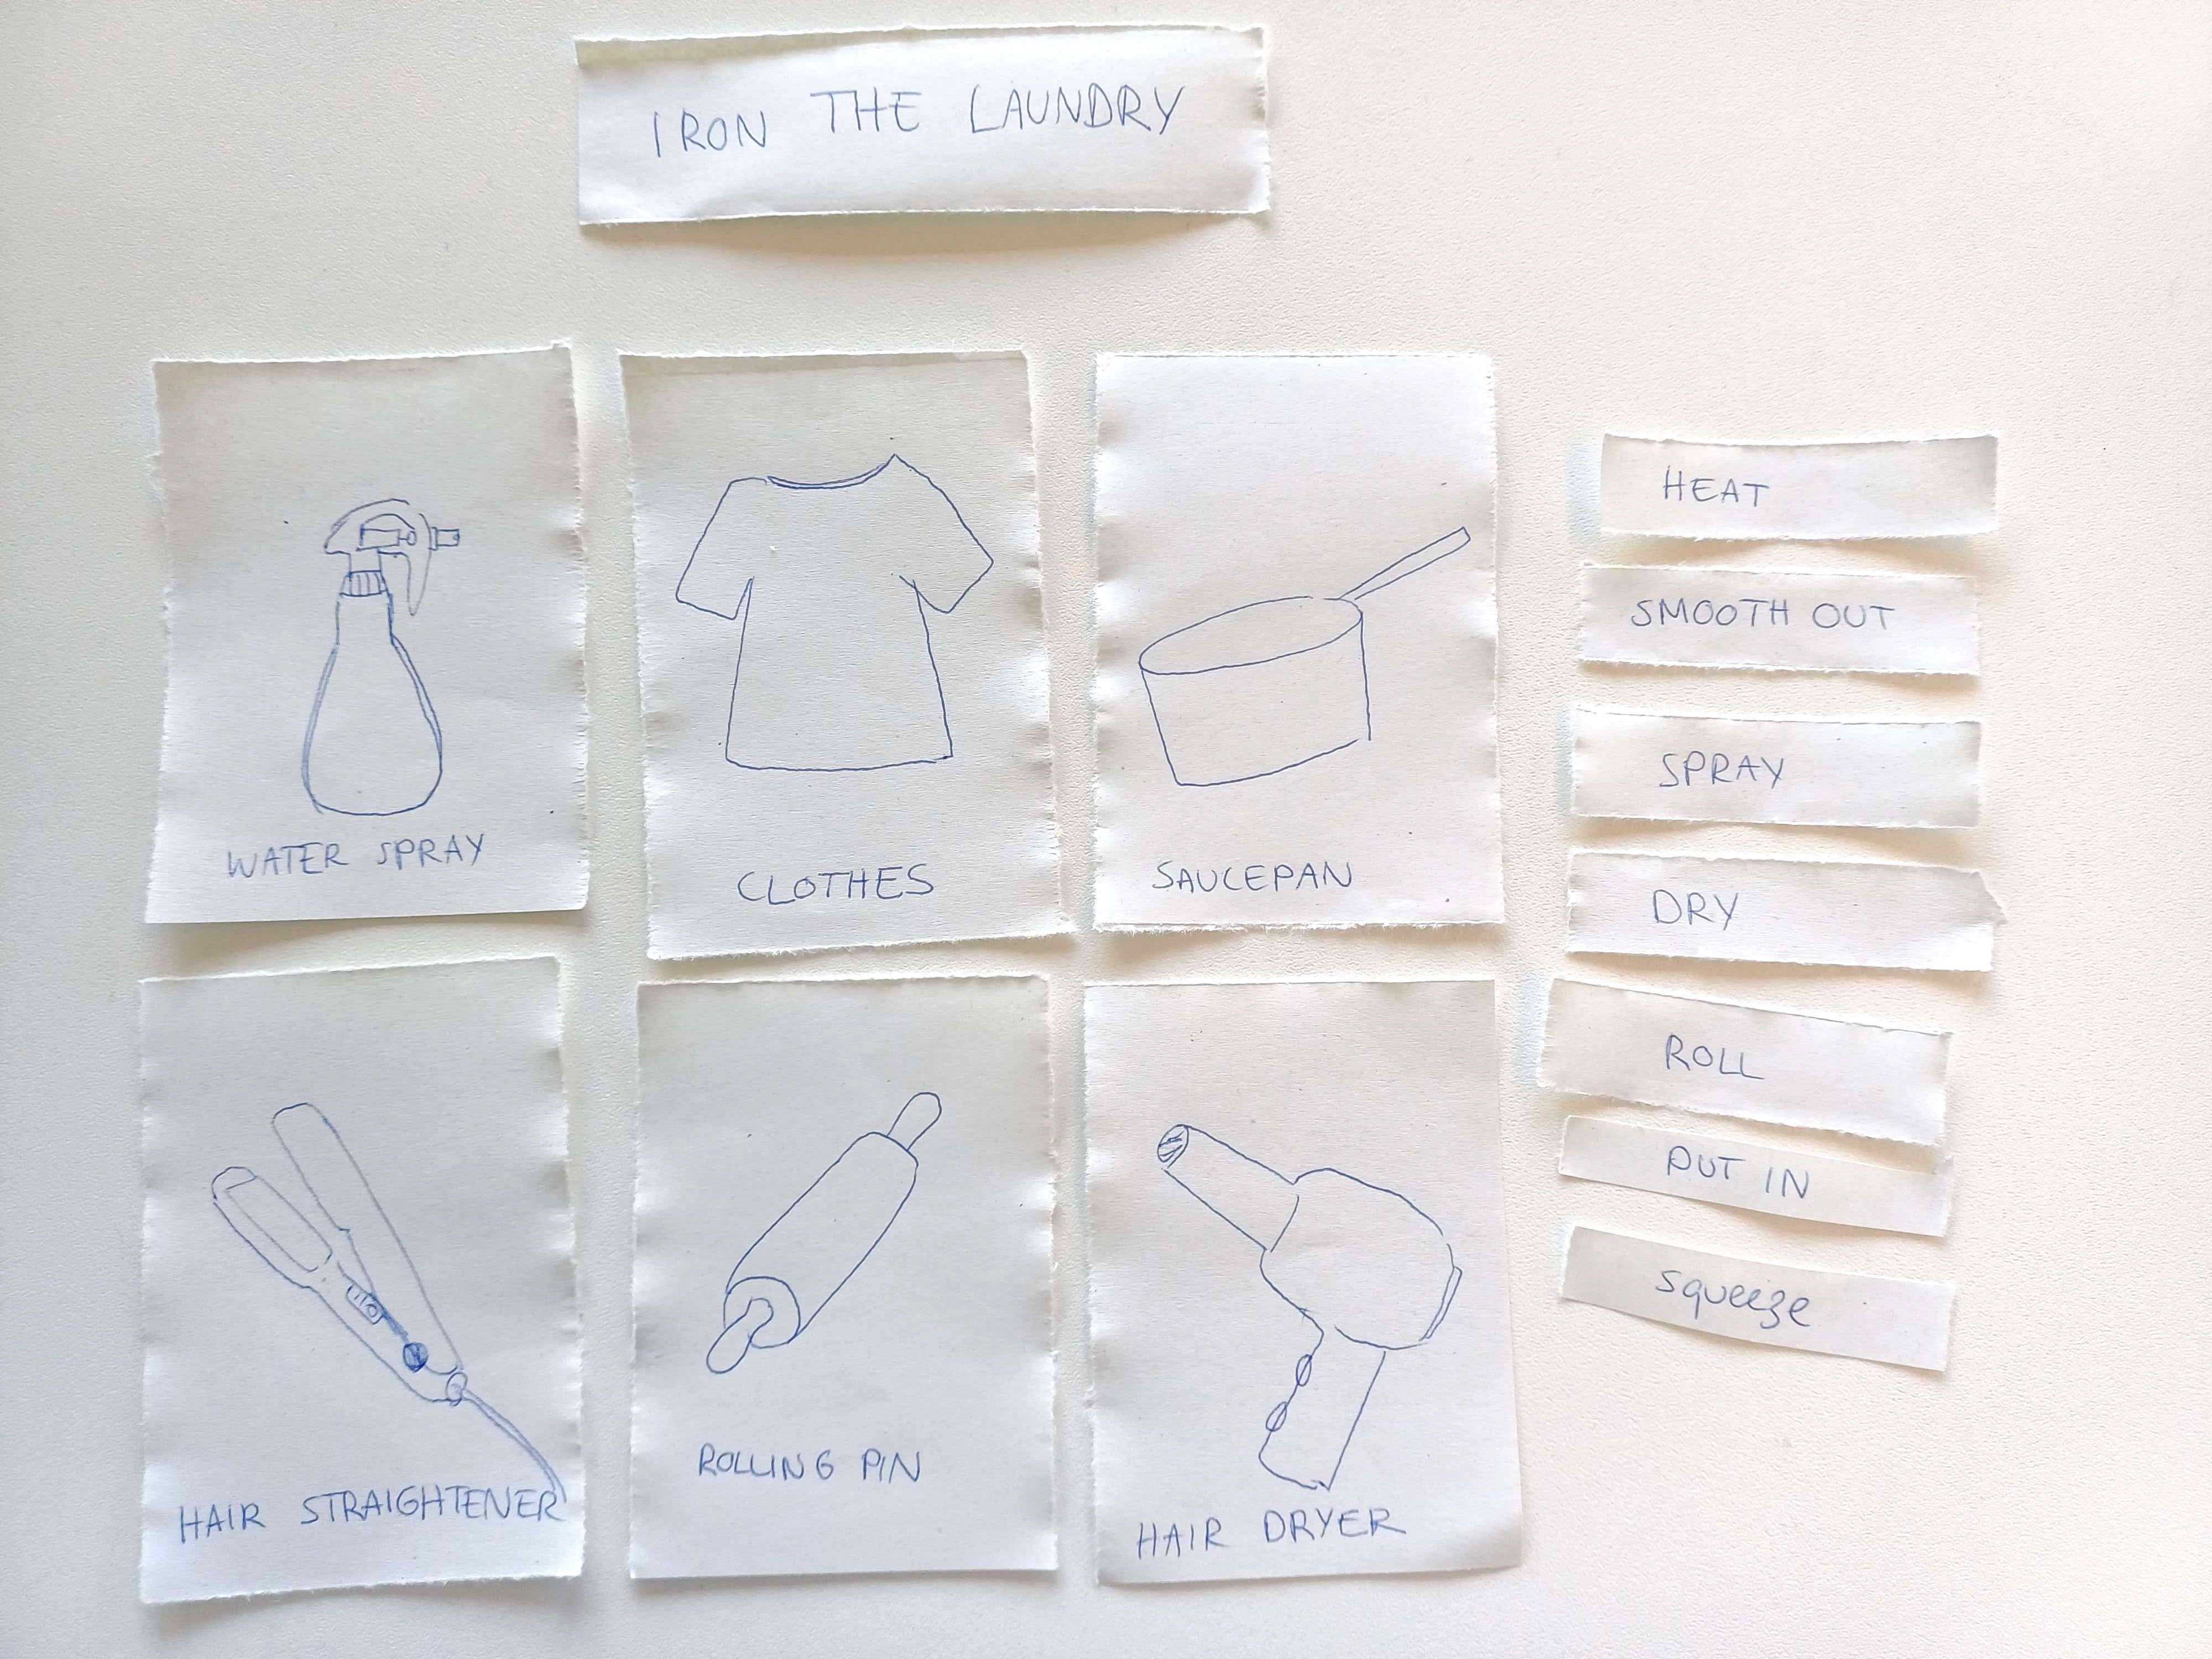 IRON THE LAUNDRY
WATER SPRAY
CLOTHES
SAUCEPAN
HAIR STRAIGHTENER
ROLLING PIN
HAIR DRYER
HEAT
SMOOTH OUT
SPRAY
DRY
ROLL
PUT IN
squeeze